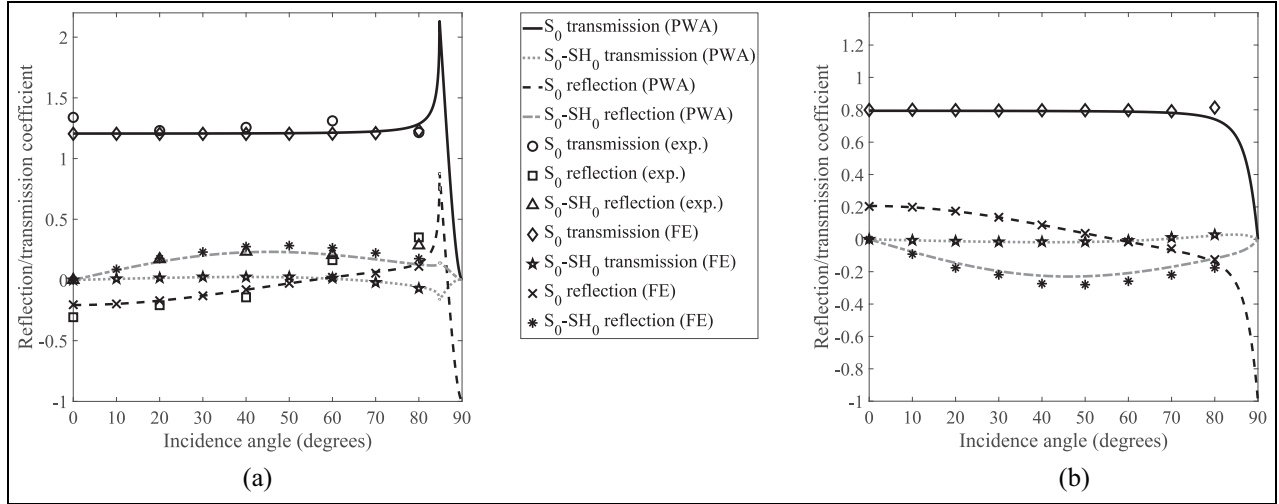 Reflection/transmission coefficient
2
1.5
1
0.5
0
-0.5
-1
0 10 20 30 40 50 60 70 80 90
Incidence angle (degrees)
(a)
S0 transmission (PWA)
S0-SH0 transmission (PWA)
S0 reflection (PWA)
S0-SH0 reflection (PWA)
S0 transmission (exp.)
S0 reflection (exp.)
S0-SH0 reflection (exp.)
S0 transmission (FE)
S0-SH0 transmission (FE)
S0 reflection (FE)
S0-SH0 reflection (FE)
Reflection/transmission coefficient
1.2
1
0.8
0.6
0.4
0.2
0
-0.2
-0.4
-0.6
-0.8
-1
0 10 20 30 40 50 60 70 80 90
Incidence angle (degrees)
(b)